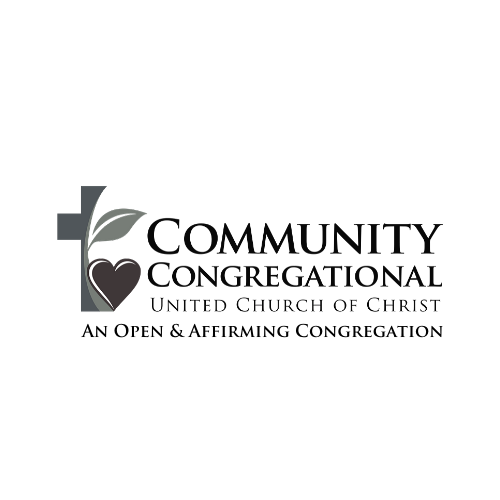 COMMUNITY
CONGREGATIONAL
UNITED CHURCH OF CHRIST
AN OPEN & AFFIRMING CONGREGATION